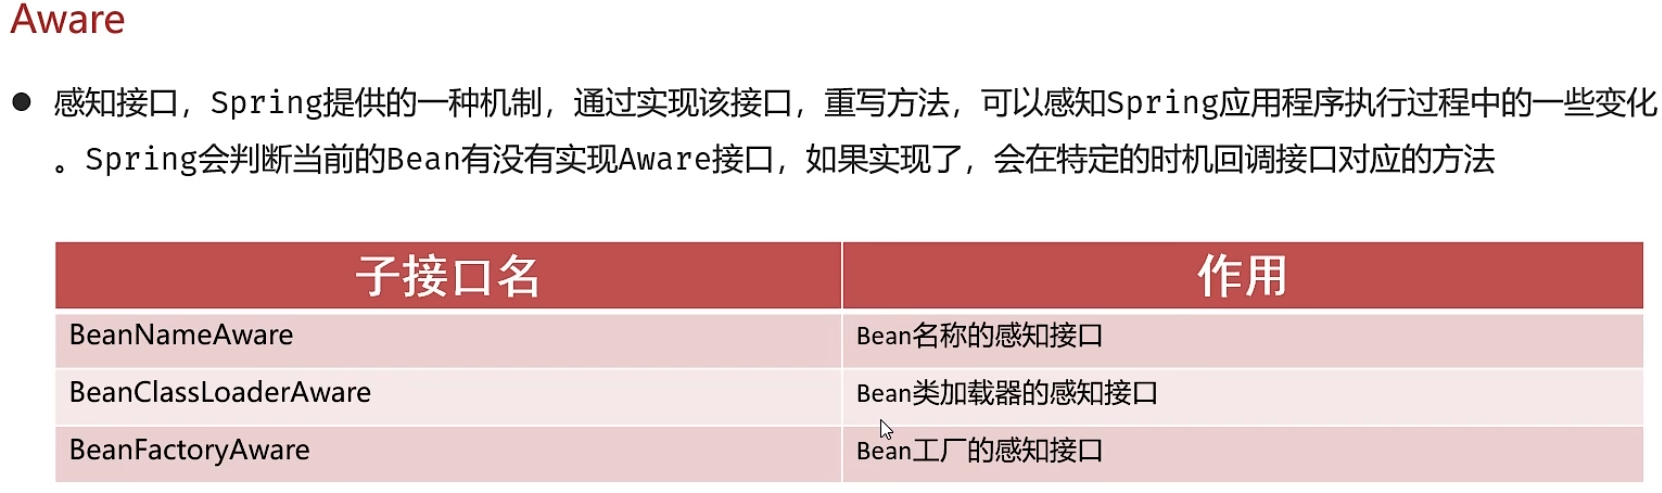 Aware
● 感知接口，Spring提供的一种机制，通过实现该接口，重写方法，可以感知Spring应用程序执行过程中的一些变化
。Spring会判断当前的Bean有没有实现Aware接口，如果实现了，会在特定的时机回调接口对应的方法
子接口名 作用
BeanNameAware Bean名称的感知接口
BeanClassLoaderAware Bean类加载器的感知接口
BeanFactoryAware Bean工厂的感知接口